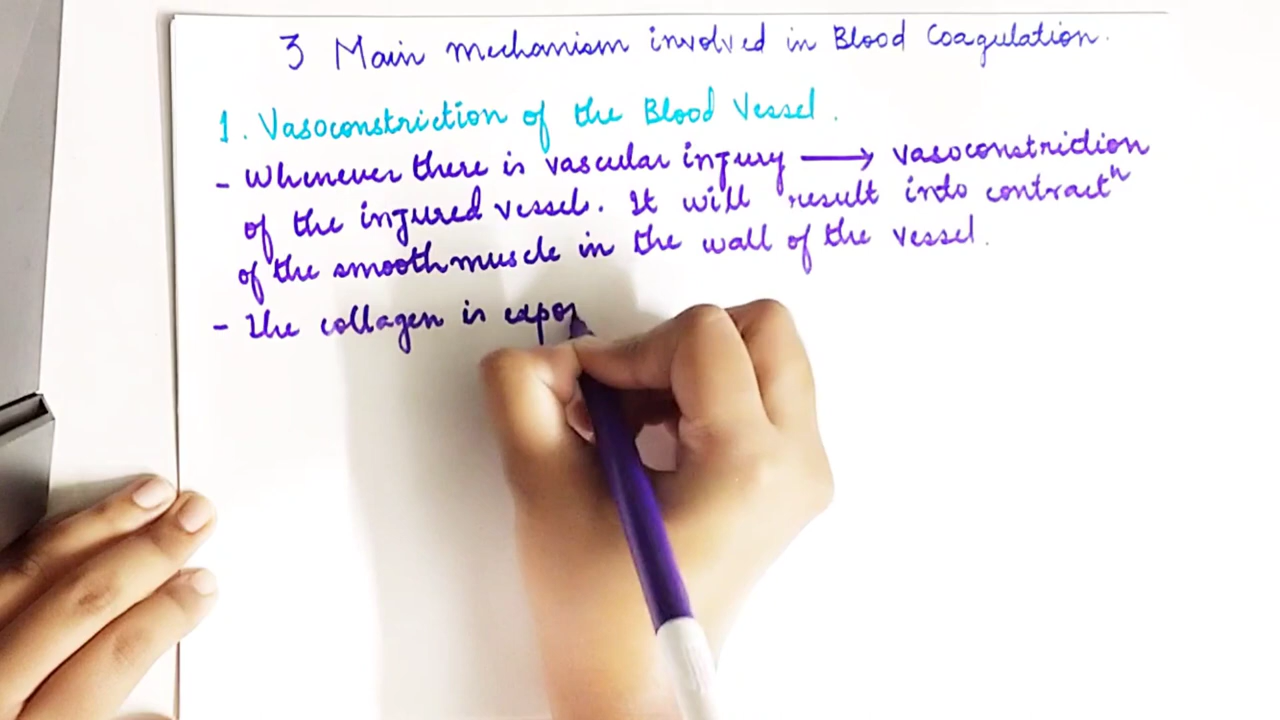 3 Main mechanism involved in Blood Coagulation.
1. Vasoconstriction of the Blood Vessel.
- Whenever there is vascular injury → vasoconstriction
of the injured vessel. It will result into contractⁿ
of the smooth muscle in the wall of the vessel.
- The collagen is expos